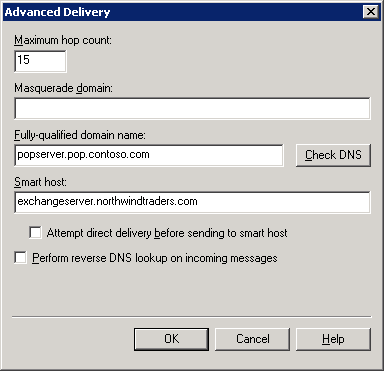 Advanced Delivery
Maximum hop count:
15
Masquerade domain:
Fully-qualified domain name:
popserver.pop.contoso.com
Check DNS
Smart host:
exchangeserver.northwindtraders.com
Attempt direct delivery before sending to smart host
Perform reverse DNS lookup on incoming messages
OK Cancel Help